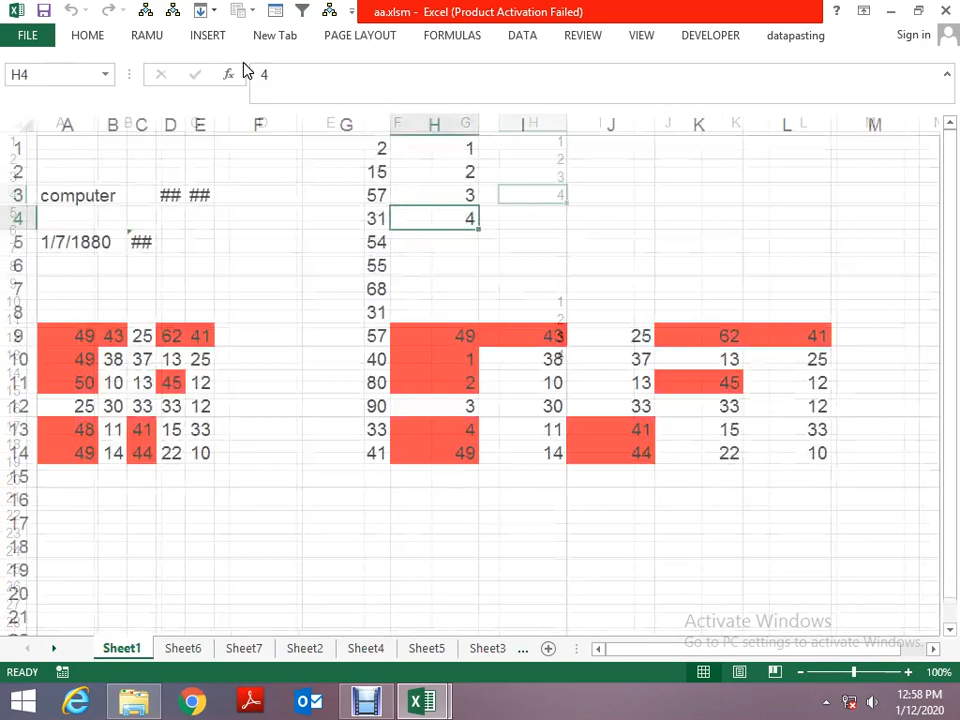 aa.xlsm - Excel (Product Activation Failed)
FILE HOME RAMU INSERT New Tab PAGE LAYOUT FORMULAS DATA REVIEW VIEW DEVELOPER datapasting Sign in
H4 fx 4
A B C D E F G H I J K L M
1 2 1
2 15 2
3 computer ## ## 57 3
4 31 4
5 1/7/1880 ## 54
6 55
7 68
8 31
9 49 43 25 62 41 57 49 43 25 62 41
10 49 38 37 13 25 40 1 38 37 13 25
11 50 10 13 45 12 80 2 10 13 45 12
12 25 30 33 33 12 90 3 30 33 33 12
13 48 11 41 15 33 33 4 11 41 15 33
14 49 14 44 22 10 41 49 14 44 22 10
15
16
17
18
19
20
21
Activate Windows
Go to PC settings to activate Windows.
Sheet1 Sheet6 Sheet7 Sheet2 Sheet4 Sheet5 Sheet3 ...
READY 100%
12:58 PM
1/12/2020